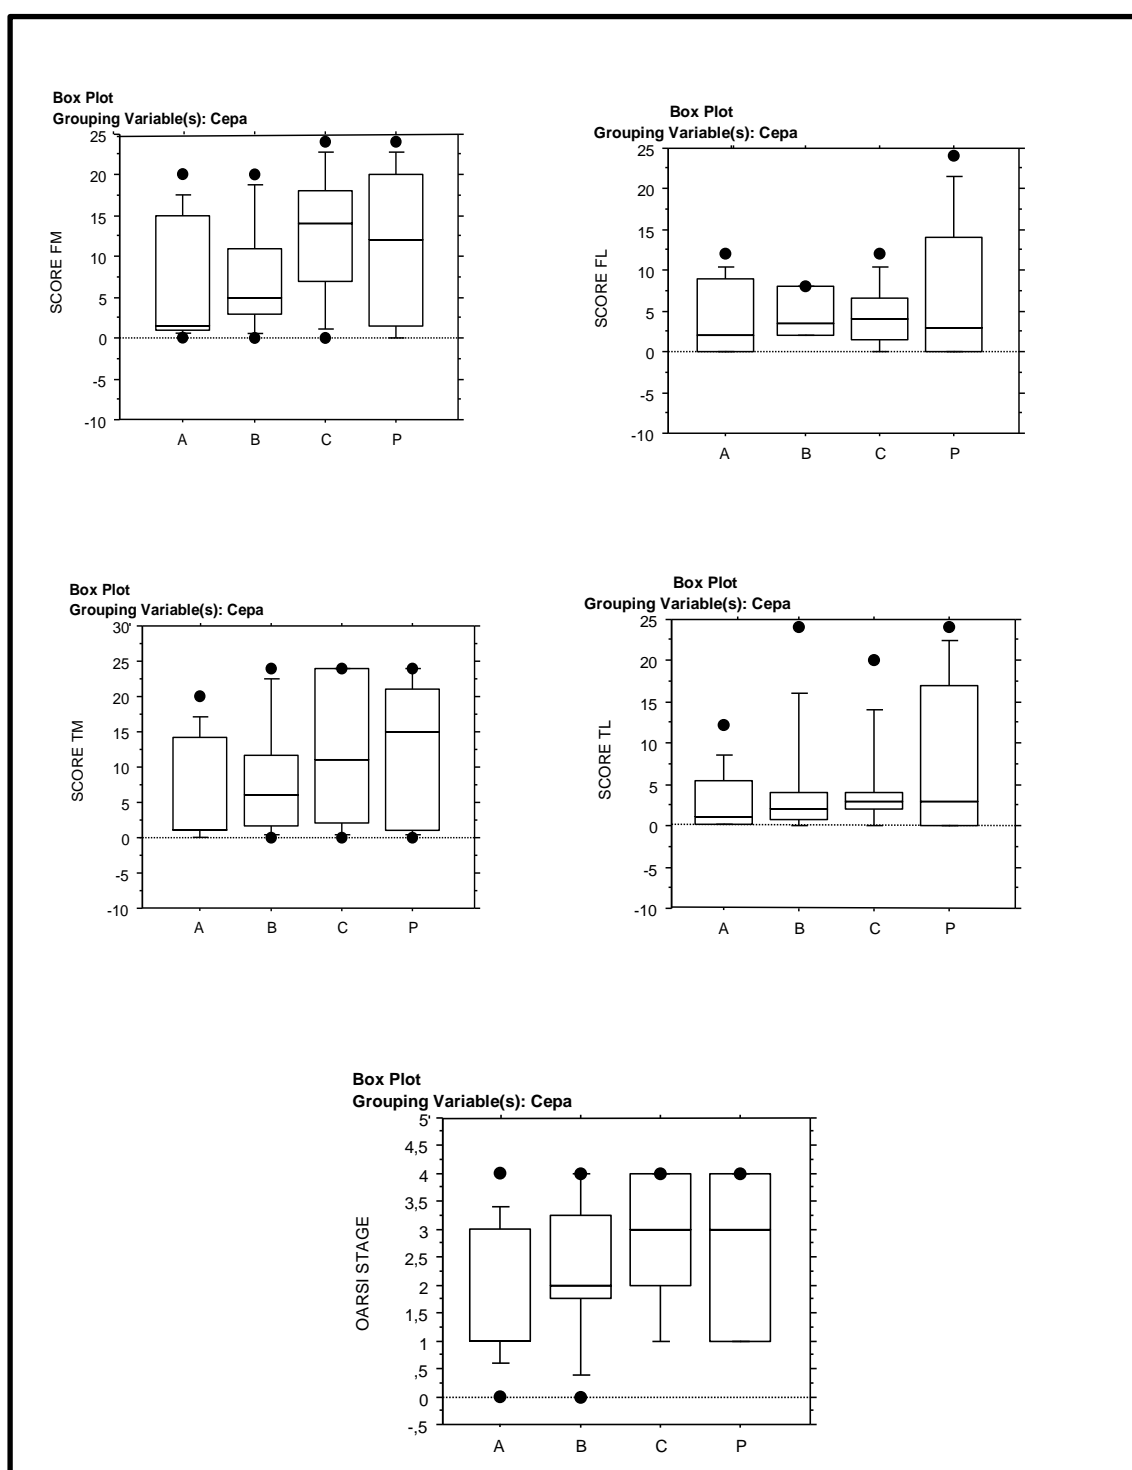 Box Plot
Grouping Variable(s): Cepa
25
20
15
10
5
0
-5
-10
SCORE FM
A B C P
Box Plot
Grouping Variable(s): Cepa
25
20
15
10
5
0
-5
-10
SCORE FL
A B C P
Box Plot
Grouping Variable(s): Cepa
30
25
20
15
10
5
0
-5
-10
SCORE TM
A B C P
Box Plot
Grouping Variable(s): Cepa
25
20
15
10
5
0
-5
-10
SCORE TL
A B C P
Box Plot
Grouping Variable(s): Cepa
5
4,5
4
3,5
3
2,5
2
1,5
1
,5
0
-,5
OARSI STAGE
A B C P